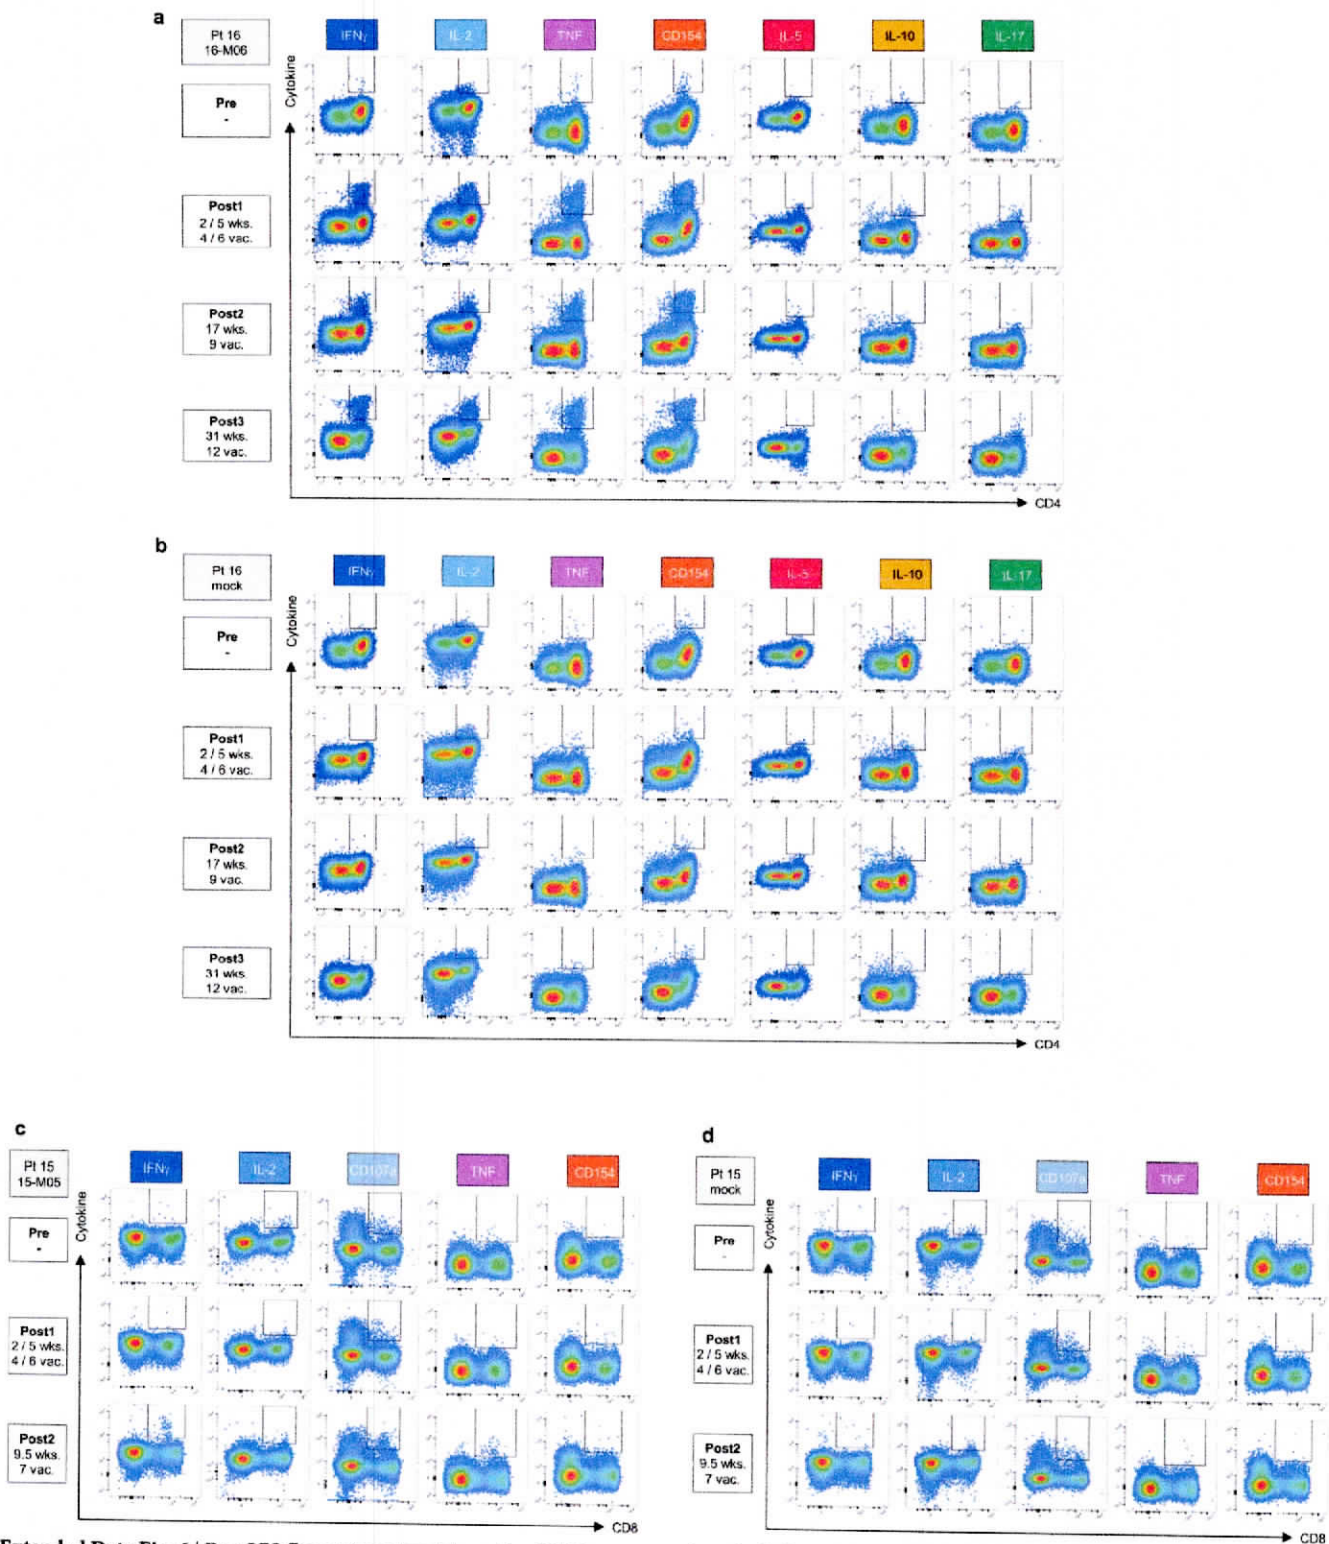 a
Pt 16
16-M06
IFNγ
IL-2
TNF
CD154
IL-5
IL-10
IL-17
Cytokine
Pre
-
Post1
2 / 5 wks.
4 / 6 vac.
Post2
17 wks.
9 vac.
Post3
31 wks.
12 vac.
CD4
b
Pt 16
mock
IFNγ
IL-2
TNF
CD154
IL-5
IL-10
IL-17
Cytokine
Pre
-
Post1
2 / 5 wks.
4 / 6 vac.
Post2
17 wks.
9 vac.
Post3
31 wks.
12 vac.
CD4
c
Pt 15
15-M05
IFNγ
IL-2
CD107a
TNF
CD154
Cytokine
Pre
-
Post1
2 / 5 wks.
4 / 6 vac.
Post2
9.5 wks.
7 vac.
CD8
d
Pt 15
mock
IFNγ
IL-2
CD107a
TNF
CD154
Cytokine
Pre
-
Post1
2 / 5 wks.
4 / 6 vac.
Post2
9.5 wks.
7 vac.
CD8